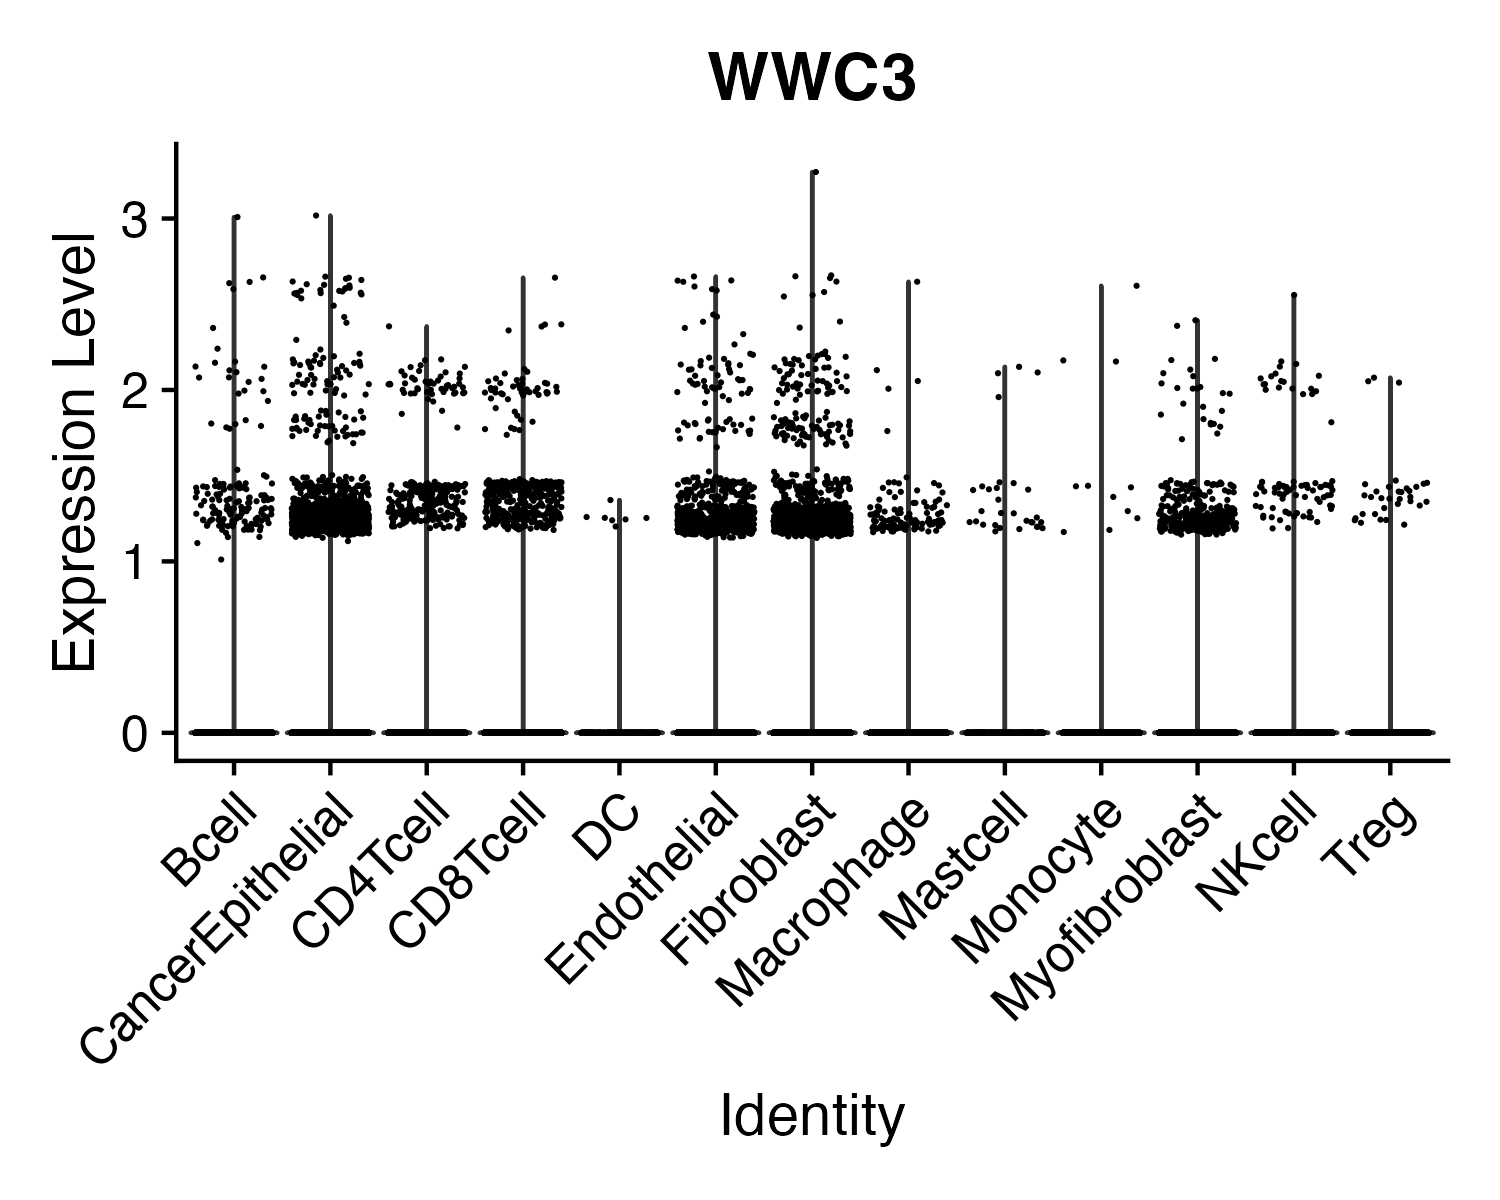 WWC3
Expression Level
3
2
1
0
Bcell
CancerEpithelial
CD4Tcell
CD8Tcell
DC
Endothelial
Fibroblast
Macrophage
Mastcell
Monocyte
Myofibroblast
NKcell
Treg
Identity